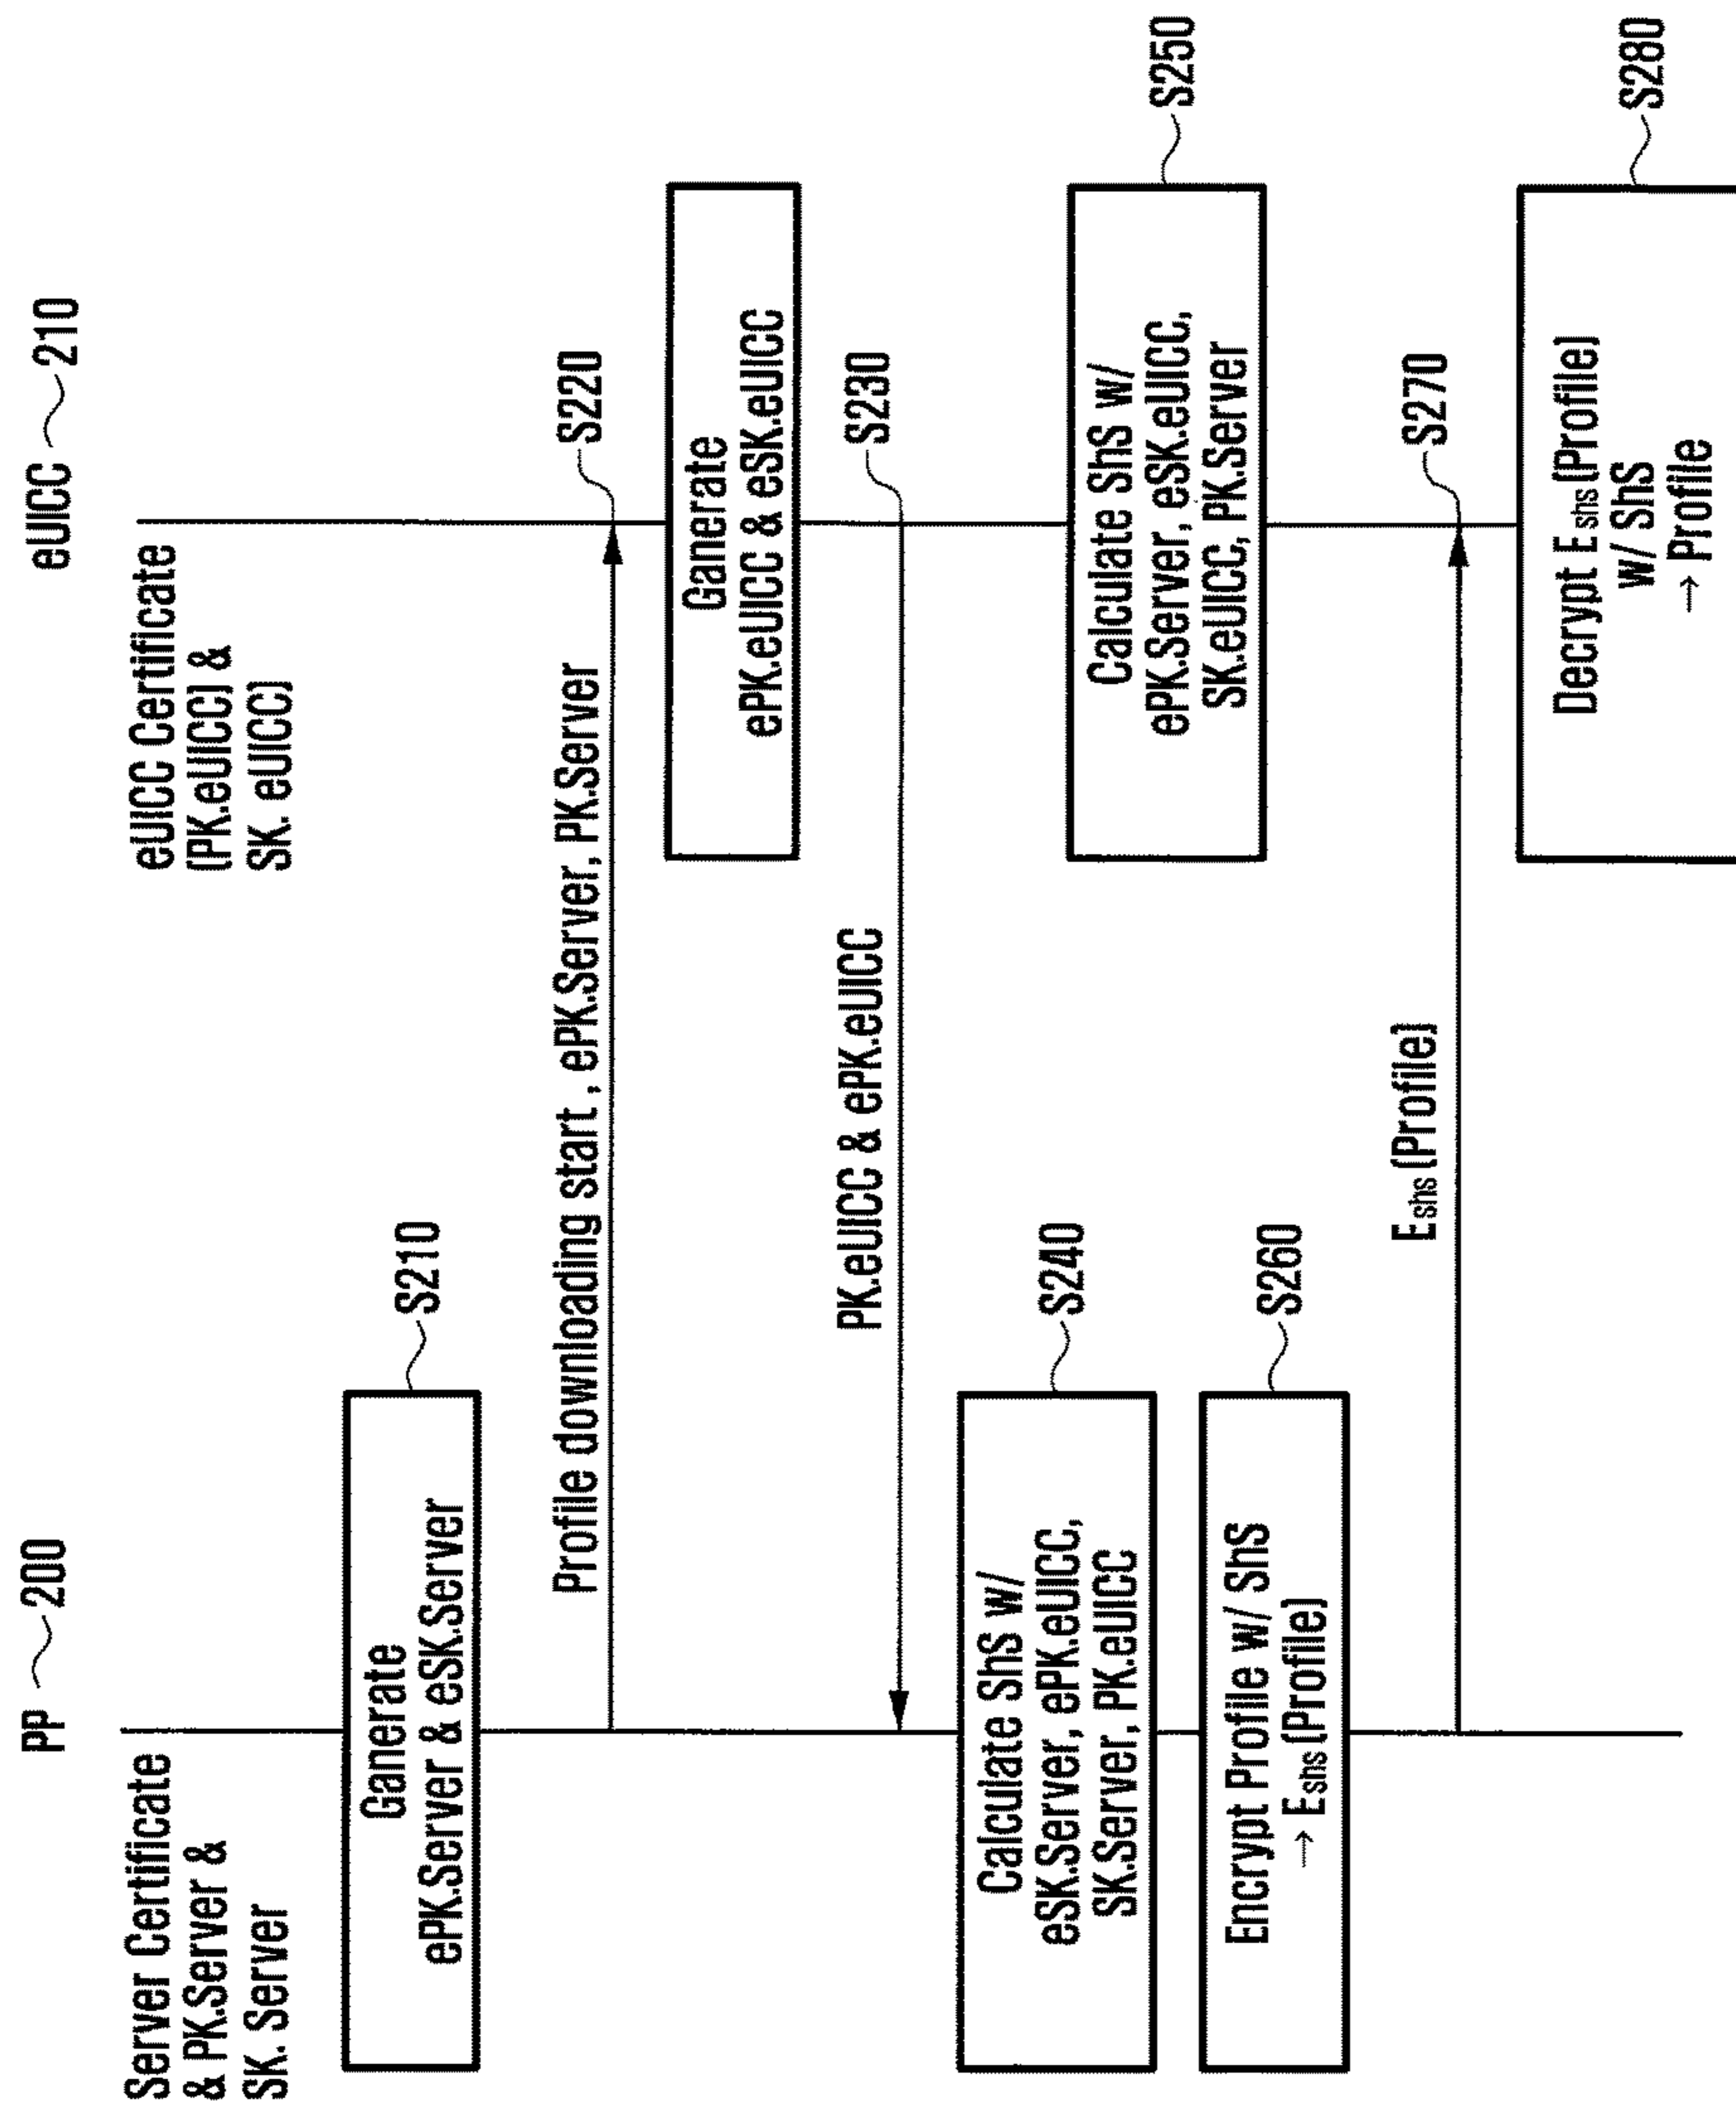 PP 200
eUICC 210
Server Certificate
& PK.Server &
SK. Server
eUICC Certificate
(PK.eUICC) &
SK. eUICC)
Ganerate
ePK.Server & eSK.Server
S210
Profile downloading start, ePK.Server, PK.Server
S220
Ganerate
ePK.eUICC & eSK.eUICC
PK.eUICC & ePK.eUICC
S230
Calculate ShS w/
eSK.Server, ePK.eUICC,
SK.Server, PK.eUICC
S240
Calculate ShS w/
ePK.Server, eSK.eUICC,
SK.eUICC, PK.Server
S250
Encrypt Profile w/ ShS
→ Eshs (Profile)
S260
Eshs (Profile)
S270
Decrypt Eshs (Profile)
w/ ShS
→ Profile
S280